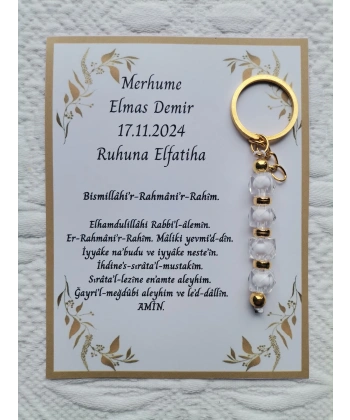 Merhume
Elmas Demir
17.11.2024
Ruhuna Elfatiha
Bismillâhi'r-Rahmâni'r-Rahîm.
Elhamdulillâhi Rabbi'l-âlemîn.
Er-Rahmâni'r-Rahîm. Mâliki yevmi'd-dîn.
İyyâke na'budu ve iyyâke neste'în.
İhdine's-sırâta'l-mustakîm.
Sırâta'l-lezîne en'amte aleyhim.
Ğayri'l-meğdûbi aleyhim ve le'd-dâllîn.
AMİN.